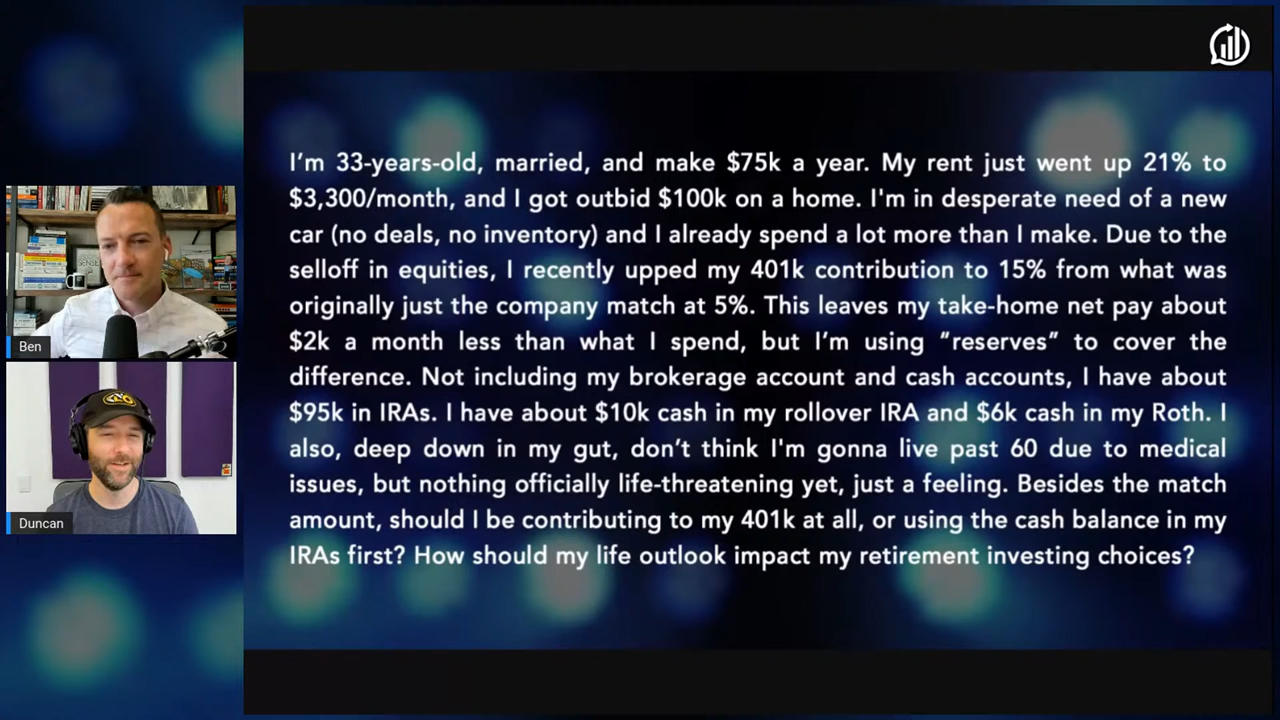 I'm 33-years-old, married, and make $75k a year. My rent just went up 21% to
$3,300/month, and I got outbid $100k on a home. I'm in desperate need of a new
car (no deals, no inventory) and I already spend a lot more than I make. Due to the
selloff in equities, I recently upped my 401k contribution to 15% from what was
originally just the company match at 5%. This leaves my take-home net pay about
$2k a month less than what I spend, but I'm using “reserves” to cover the
difference. Not including my brokerage account and cash accounts, I have about
$95k in IRAs. I have about $10k cash in my rollover IRA and $6k cash in my Roth. I
also, deep down in my gut, don't think I'm gonna live past 60 due to medical
issues, but nothing officially life-threatening yet, just a feeling. Besides the match
amount, should I be contributing to my 401k at all, or using the cash balance in my
IRAs first? How should my life outlook impact my retirement investing choices?
Ben
Duncan